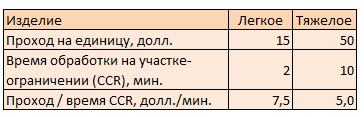 Изделие Легкое Тяжелое
Проход на единицу, долл. 15 50
Время обработки на участке-
ограничении (CCR), мин. 2 10
Проход / время CCR, долл./мин. 7,5 5,0